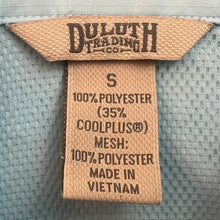 DULUTH
TRADING
CO
S
100% POLYESTER
(35%
COOLPLUS®)
MESH:
100% POLYESTER
MADE IN
VIETNAM